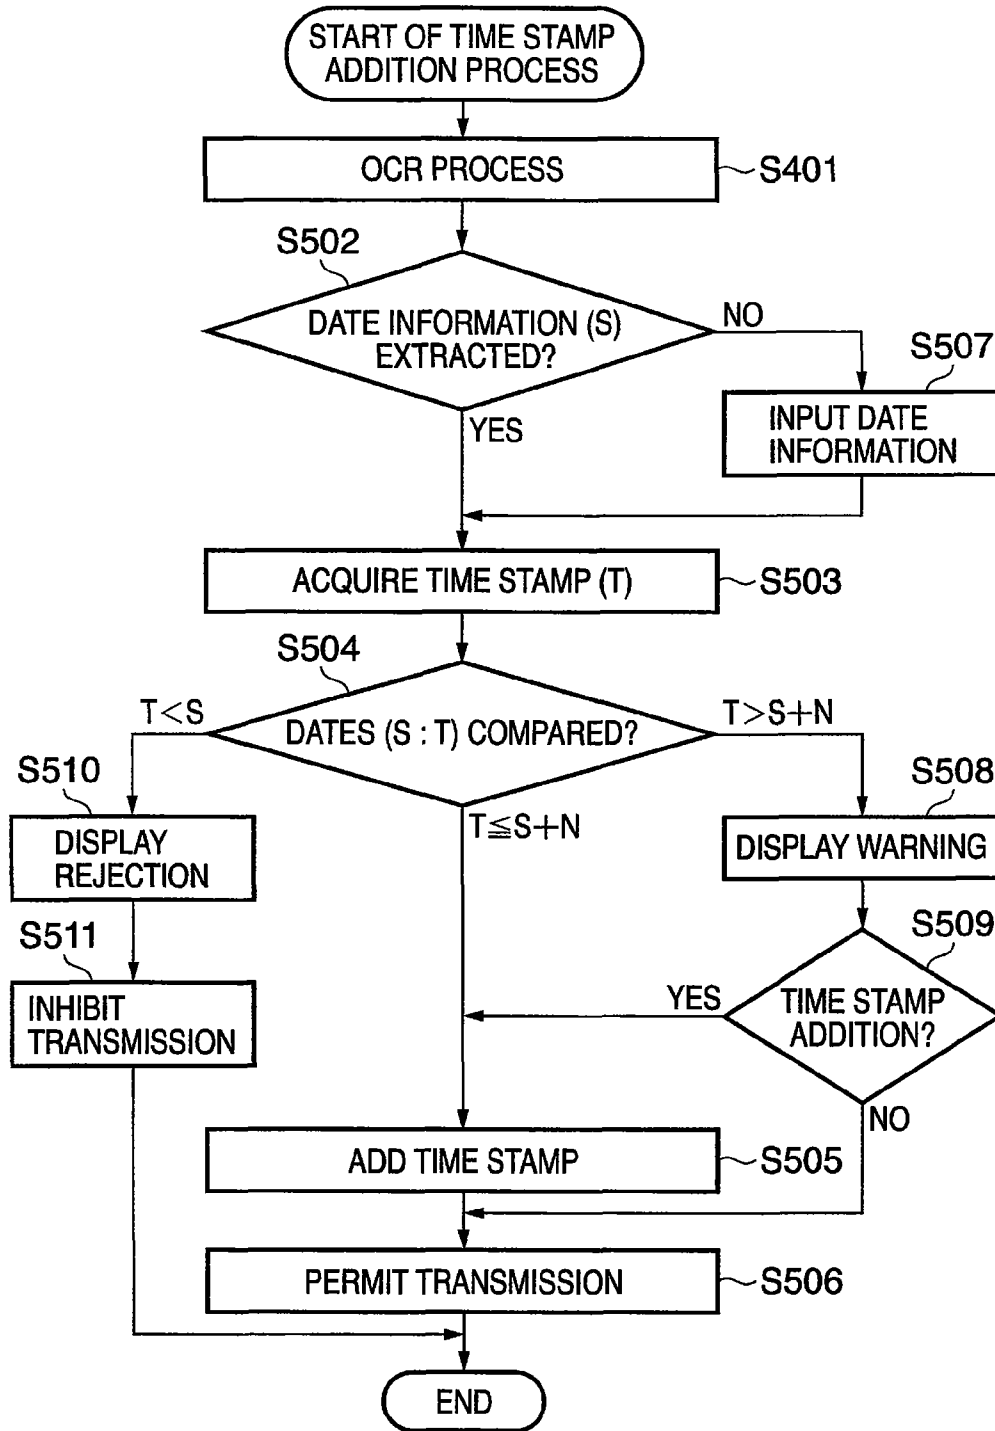 START OF TIME STAMP
ADDITION PROCESS
OCR PROCESS
S401
S502
DATE INFORMATION (S)
EXTRACTED?
NO
YES
S507
INPUT DATE
INFORMATION
ACQUIRE TIME STAMP (T)
S503
S504
DATES (S : T) COMPARED?
T<S
T>S+N
T≦S+N
S510
DISPLAY
REJECTION
S508
DISPLAY WARNING
S511
INHIBIT
TRANSMISSION
S509
TIME STAMP
ADDITION?
YES
NO
ADD TIME STAMP
S505
PERMIT TRANSMISSION
S506
END